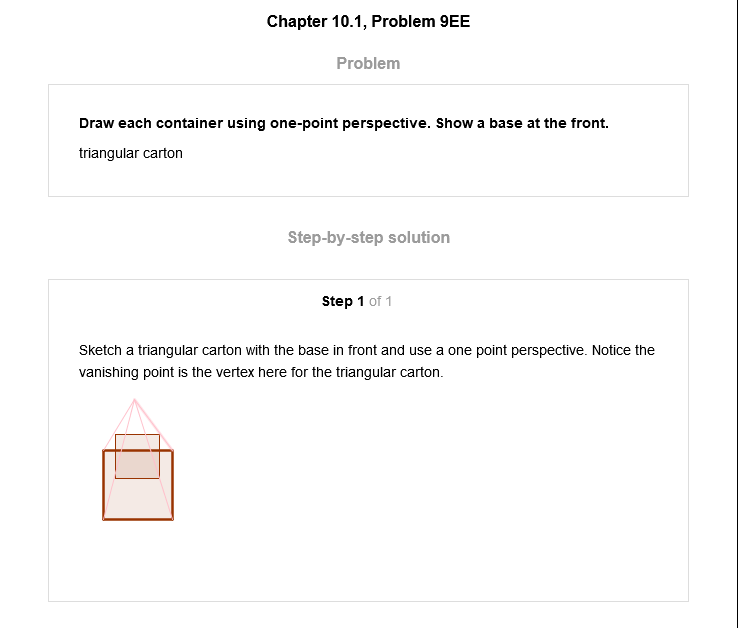 Chapter 10.1, Problem 9EE
Problem
Draw each container using one-point perspective. Show a base at the front.
triangular carton
Step-by-step solution
Step 1 of 1
Sketch a triangular carton with the base in front and use a one point perspective. Notice the
vanishing point is the vertex here for the triangular carton.